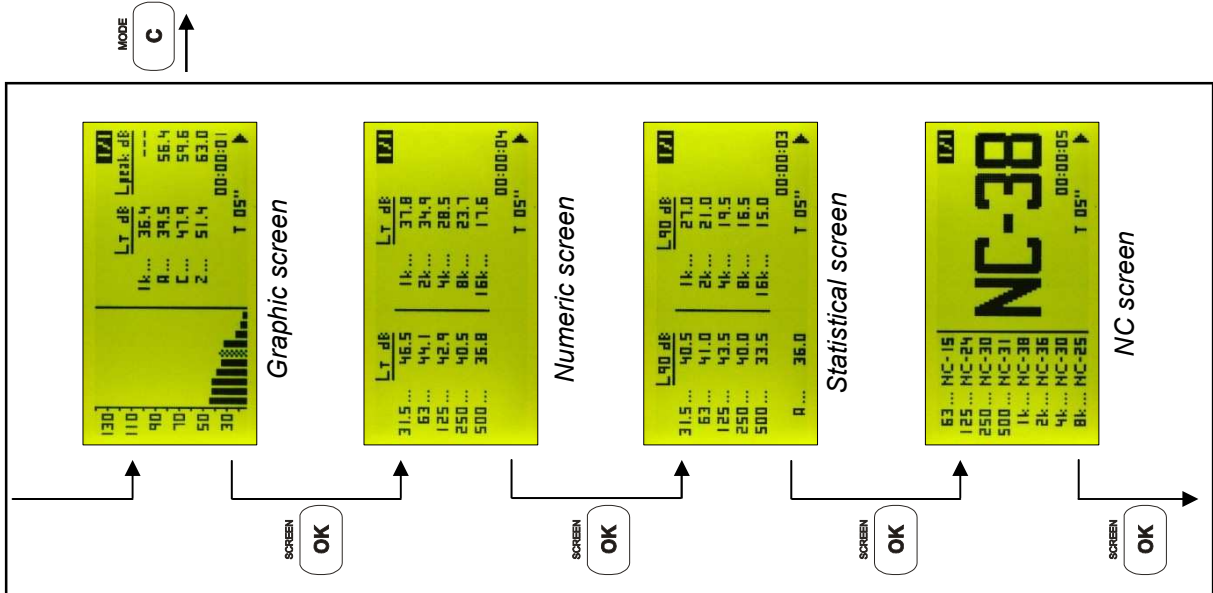 MODE
C
1/1
LT dB Lpeak dB
130
110
90
70
50
30
1k... 36.4 ---
A... 39.5 56.4
C... 47.9 59.6
Z... 51.4 63.0
00:00:01
T 05''
Graphic screen
SCREEN
OK
1/1
LT dB LT dB
31.5... 46.5 1k... 37.8
63... 44.1 2k... 34.9
125... 42.9 4k... 28.5
250... 40.5 8k... 23.7
500... 36.8 16k... 17.6
00:00:04
T 05''
Numeric screen
SCREEN
OK
1/1
L90 dB L90 dB
31.5... 40.5 1k... 27.0
63... 41.0 2k... 21.0
125... 43.5 4k... 19.5
250... 40.0 8k... 16.5
500... 33.5 16k... 15.0
00:00:03
A... 36.0 T 05''
Statistical screen
SCREEN
OK
1/1
63... NC-15
125... NC-24
250... NC-30
500... NC-31
1k... NC-38
2k... NC-36
4k... NC-30
8k... NC-25
NC-38
00:00:05
T 05''
NC screen
SCREEN
OK